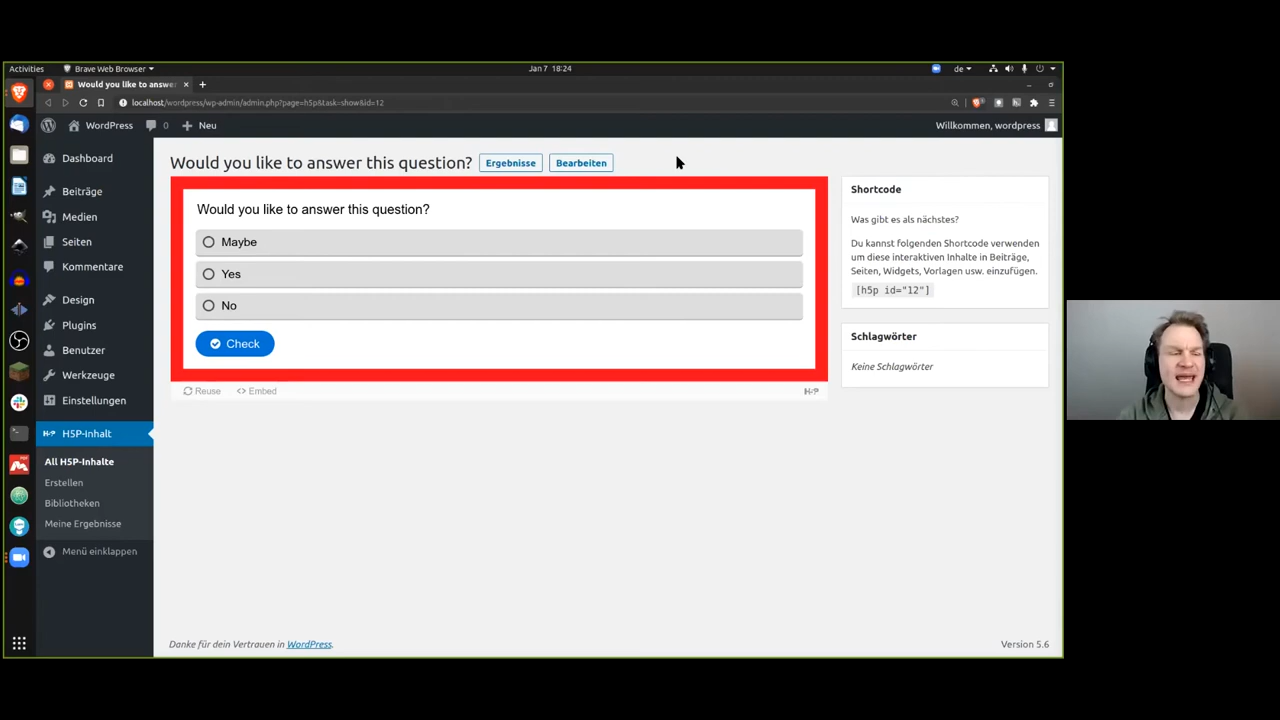 Activities
Brave Web Browser
Jan 7 18:24
de
Would you like to answe
localhost/wordpress/wp-admin/admin.php?page=h5p&task=show&id=12
WordPress
0
Neu
Willkommen, wordpress
Dashboard
Beiträge
Medien
Seiten
Kommentare
Design
Plugins
Benutzer
Werkzeuge
Einstellungen
H5P H5P-Inhalt
All H5P-Inhalte
Erstellen
Bibliotheken
Meine Ergebnisse
Menü einklappen
Would you like to answer this question?
Ergebnisse
Bearbeiten
Would you like to answer this question?
Maybe
Yes
No
Check
Reuse
<> Embed
H5P
Shortcode
Was gibt es als nächstes?
Du kannst folgenden Shortcode verwenden
um diese interaktiven Inhalte in Beiträge,
Seiten, Widgets, Vorlagen usw. einzufügen.
[h5p id="12"]
Schlagwörter
Keine Schlagwörter
Danke für dein Vertrauen in WordPress.
Version 5.6